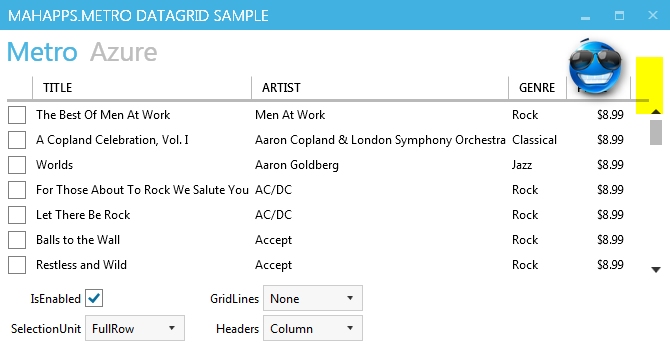 MAHAPPS.METRO DATAGRID SAMPLE
Metro Azure
TITLE ARTIST GENRE
The Best Of Men At Work Men At Work Rock $8.99
A Copland Celebration, Vol. I Aaron Copland & London Symphony Orchestra Classical $8.99
Worlds Aaron Goldberg Jazz $8.99
For Those About To Rock We Salute You AC/DC Rock $8.99
Let There Be Rock AC/DC Rock $8.99
Balls to the Wall Accept Rock $8.99
Restless and Wild Accept Rock $8.99
IsEnabled GridLines None
SelectionUnit FullRow Headers Column